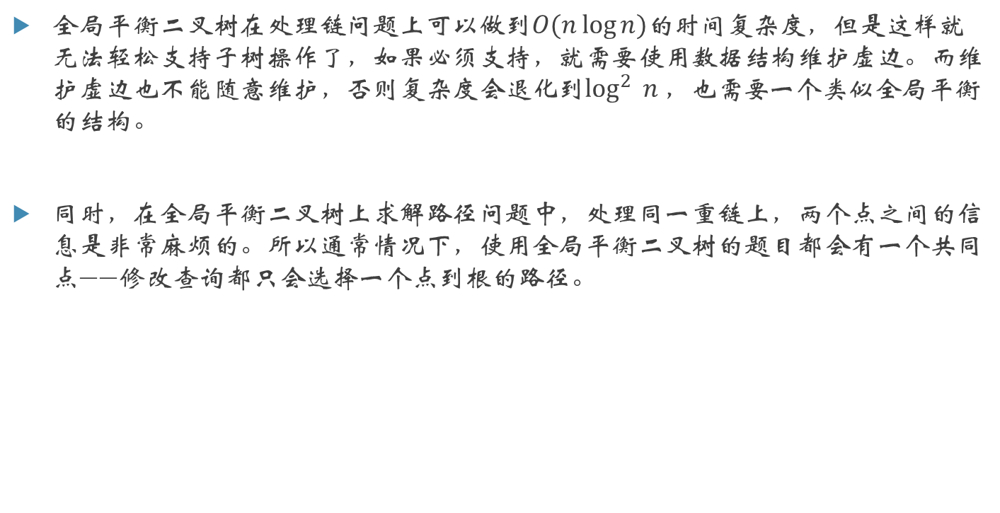 全局平衡二叉树在处理链问题上可以做到O(n log n)的时间复杂度，但是这样就
无法轻松支持子树操作了，如果必须支持，就需要使用数据结构维护虚边。而维
护虚边也不能随意维护，否则复杂度会退化到log² n，也需要一个类似全局平衡
的结构。
同时，在全局平衡二叉树上求解路径问题中，处理同一重链上，两个点之间的信
息是非常麻烦的。所以通常情况下，使用全局平衡二叉树的题目都会有一个共同
点——修改查询都只会选择一个点到根的路径。